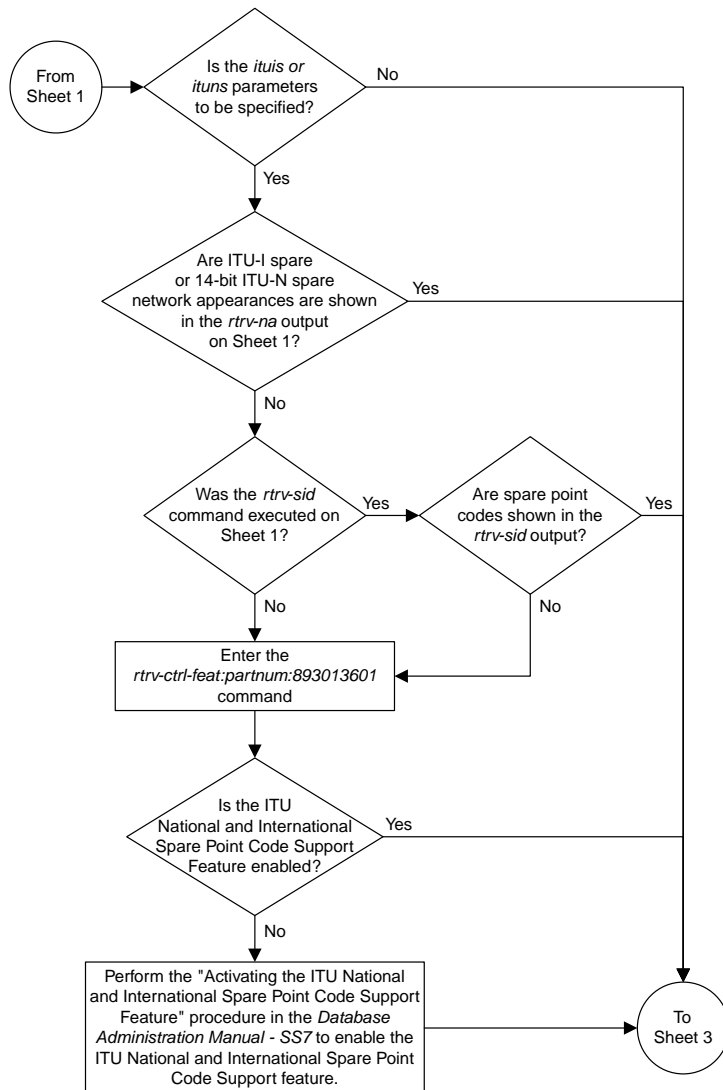 From
Sheet 1
Is the ituis or
ituns parameters
to be specified?
No
Yes
Are ITU-I spare
or 14-bit ITU-N spare
network appearances are shown
in the rtrv-na output
on Sheet 1?
Yes
No
Was the rtrv-sid
command executed on
Sheet 1?
Yes
Are spare point
codes shown in the
rtrv-sid output?
Yes
No
No
Enter the
rtrv-ctrl-feat:partnum:893013601
command
Is the ITU
National and International
Spare Point Code Support
Feature enabled?
Yes
No
Perform the "Activating the ITU National
and International Spare Point Code Support
Feature" procedure in the Database
Administration Manual - SS7 to enable the
ITU National and International Spare Point
Code Support feature.
To
Sheet 3